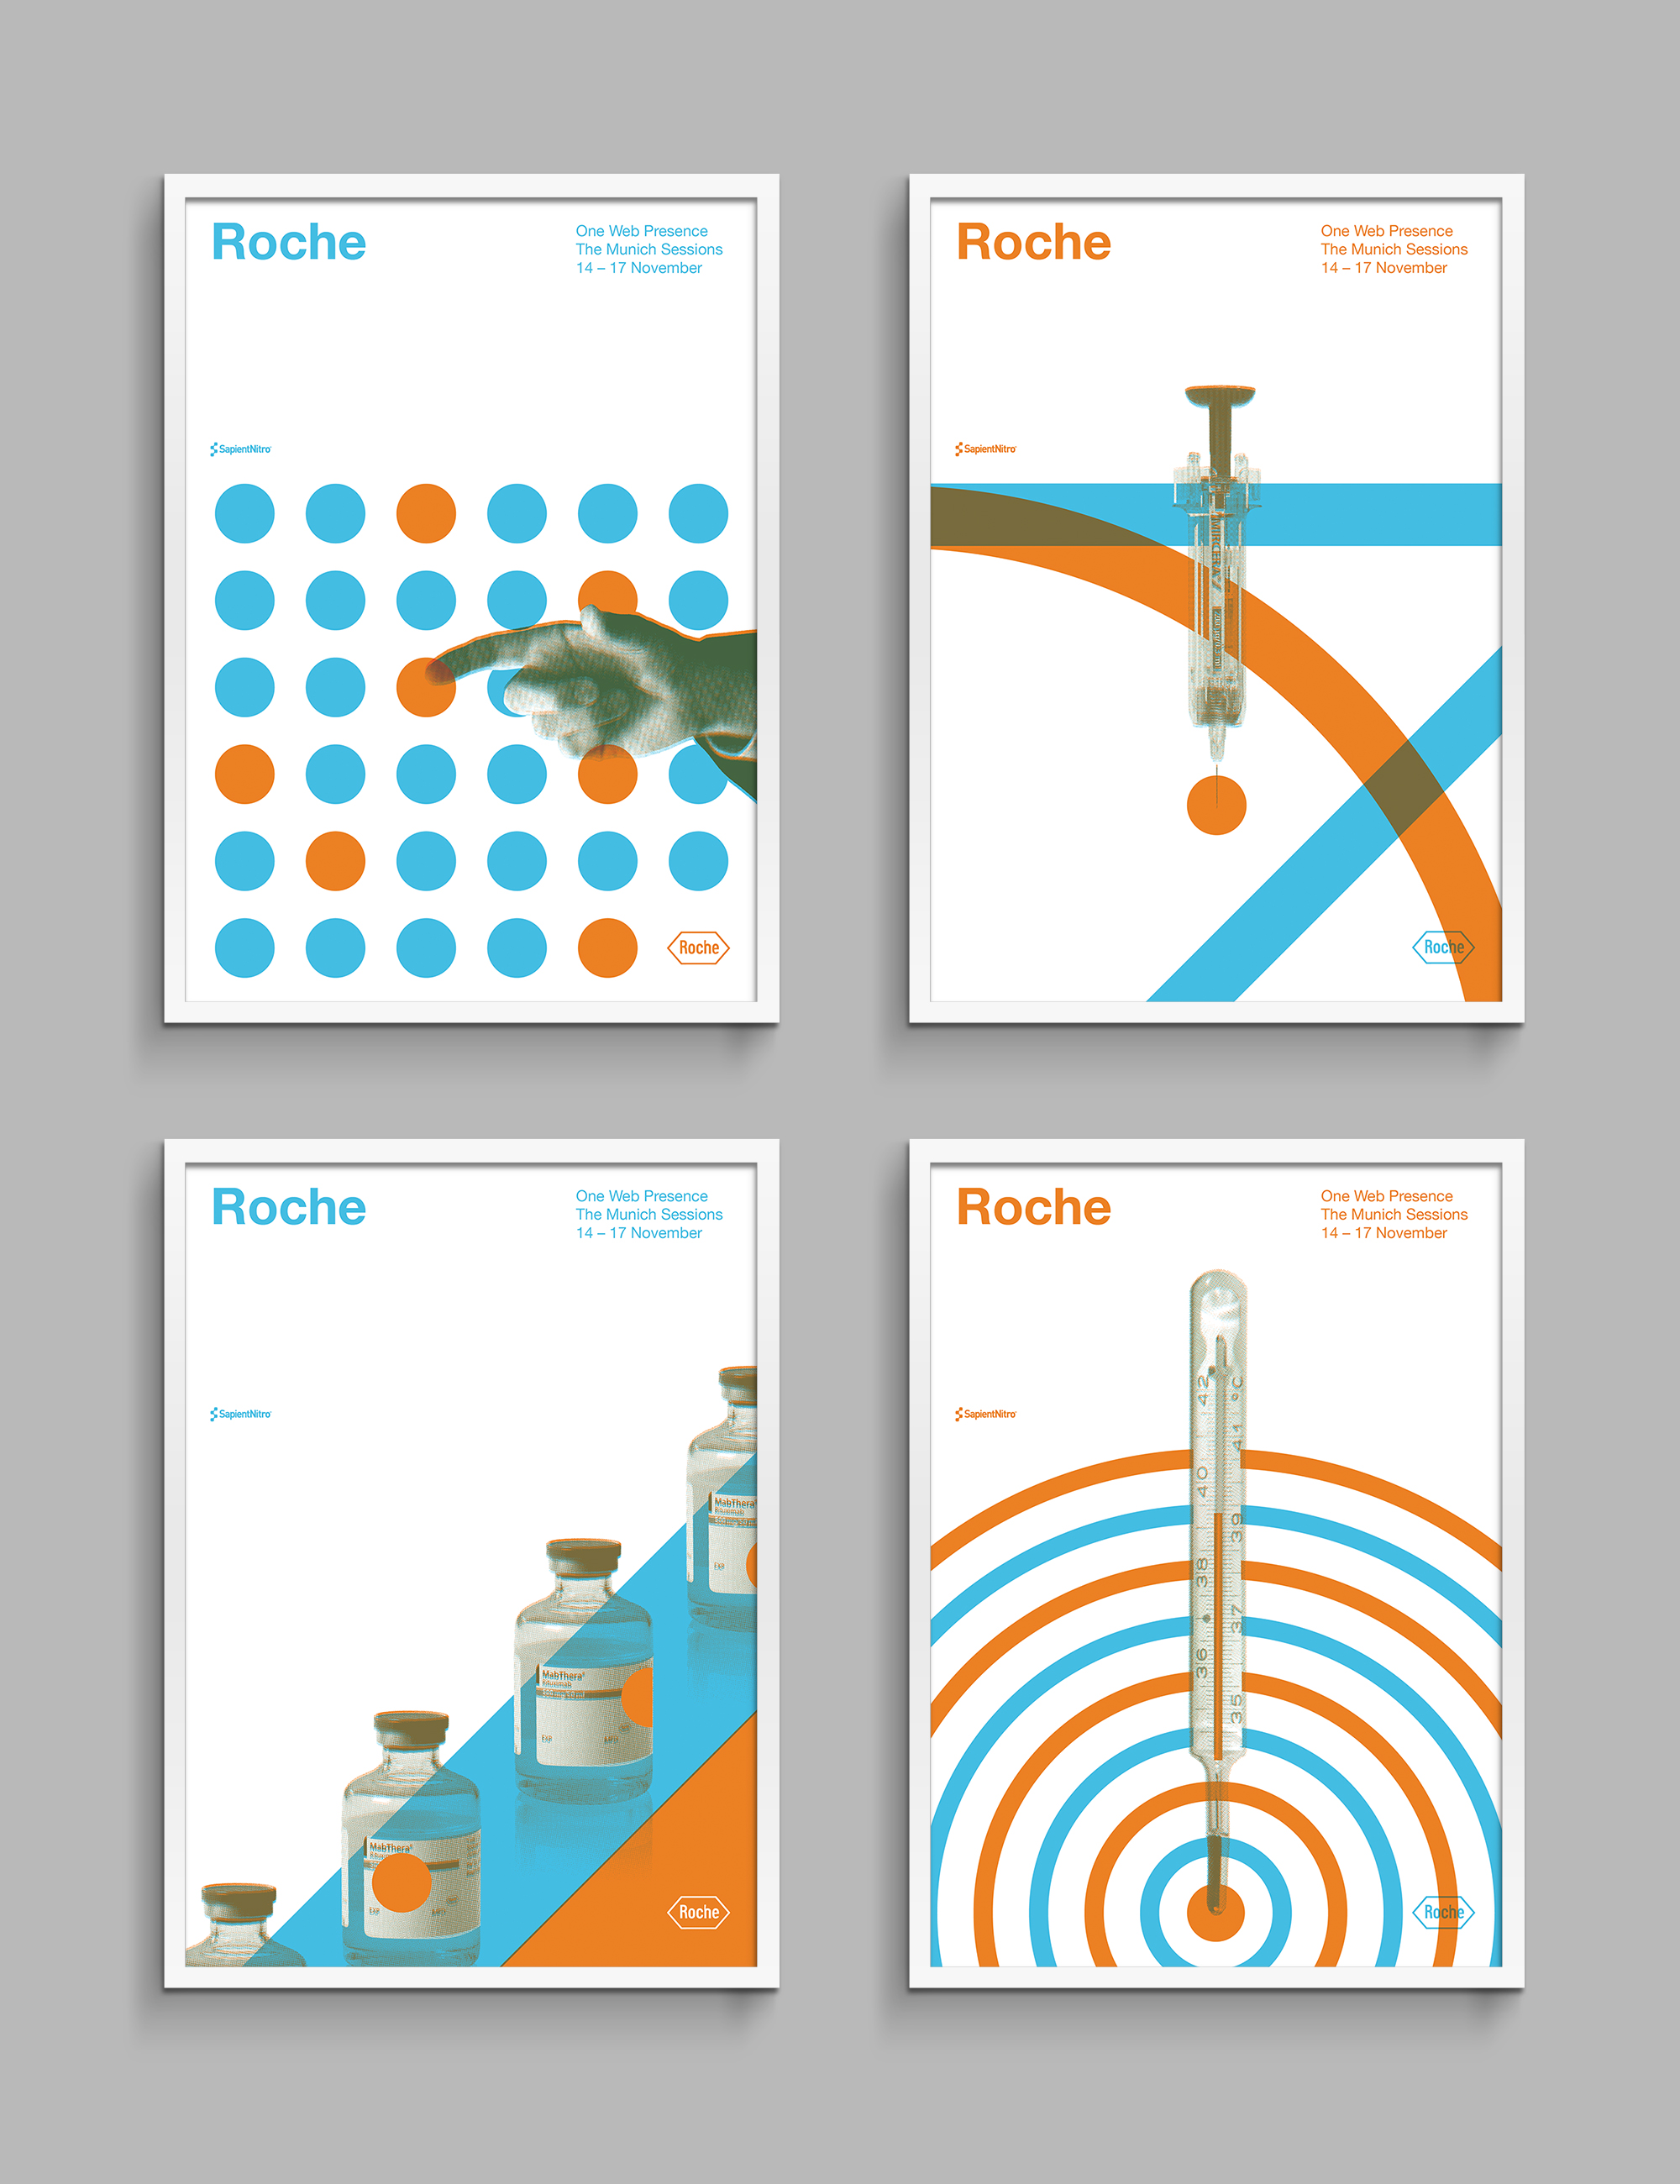 Roche
One Web Presence
The Munich Sessions
14 – 17 November
SapientNitro
Roche
Roche
One Web Presence
The Munich Sessions
14 – 17 November
SapientNitro
Roche
Roche
One Web Presence
The Munich Sessions
14 – 17 November
SapientNitro
MabThera
MabThera
Rituximab
EXP
MabThera
EXP
Roche
Roche
One Web Presence
The Munich Sessions
14 – 17 November
SapientNitro
42 °C
41
40
39
38
37
36
35
Roche